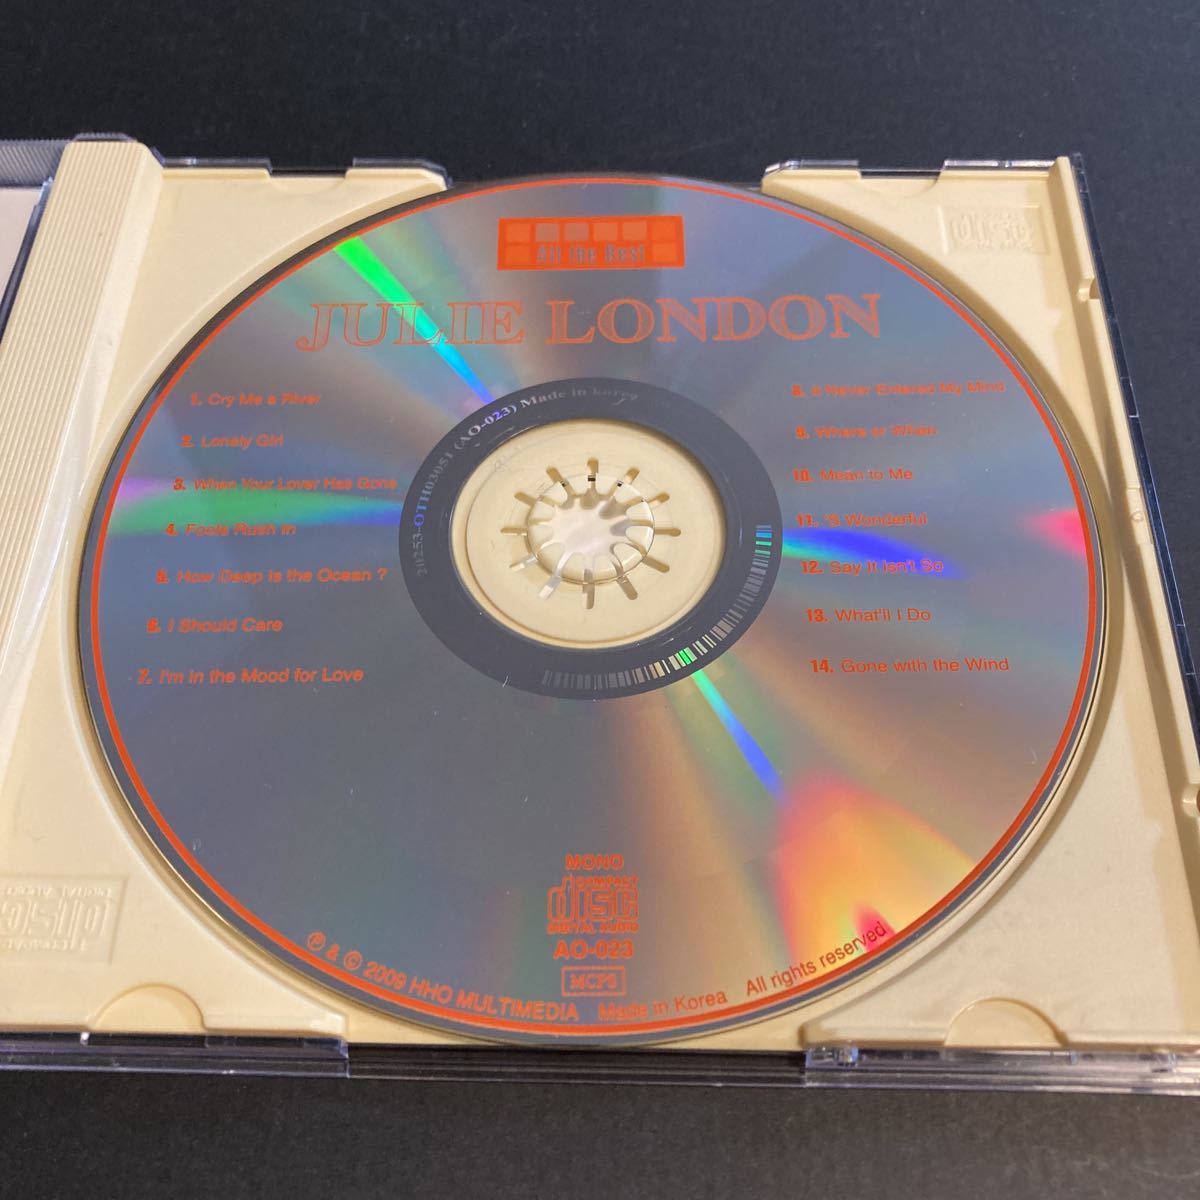 All the Best
JULIE LONDON
1. Cry Me a River
2. Lonely Girl
3. When Your Lover Has Gone
4. Fools Rush In
5. How Deep Is the Ocean ?
6. I Should Care
7. I'm in the Mood for Love
8. It Never Entered My Mind
9. Where or When
10. Mean to Me
11. 'S Wonderful
12. Say It Isn't So
13. What'll I Do
14. Gone with the Wind
20253-OTH03051 (AO-023) Made in korea
MONO
COMPACT
disc
DIGITAL AUDIO
AO-023
MCPS
℗ & © 2009 HHO MULTIMEDIA Made in Korea All rights reserved